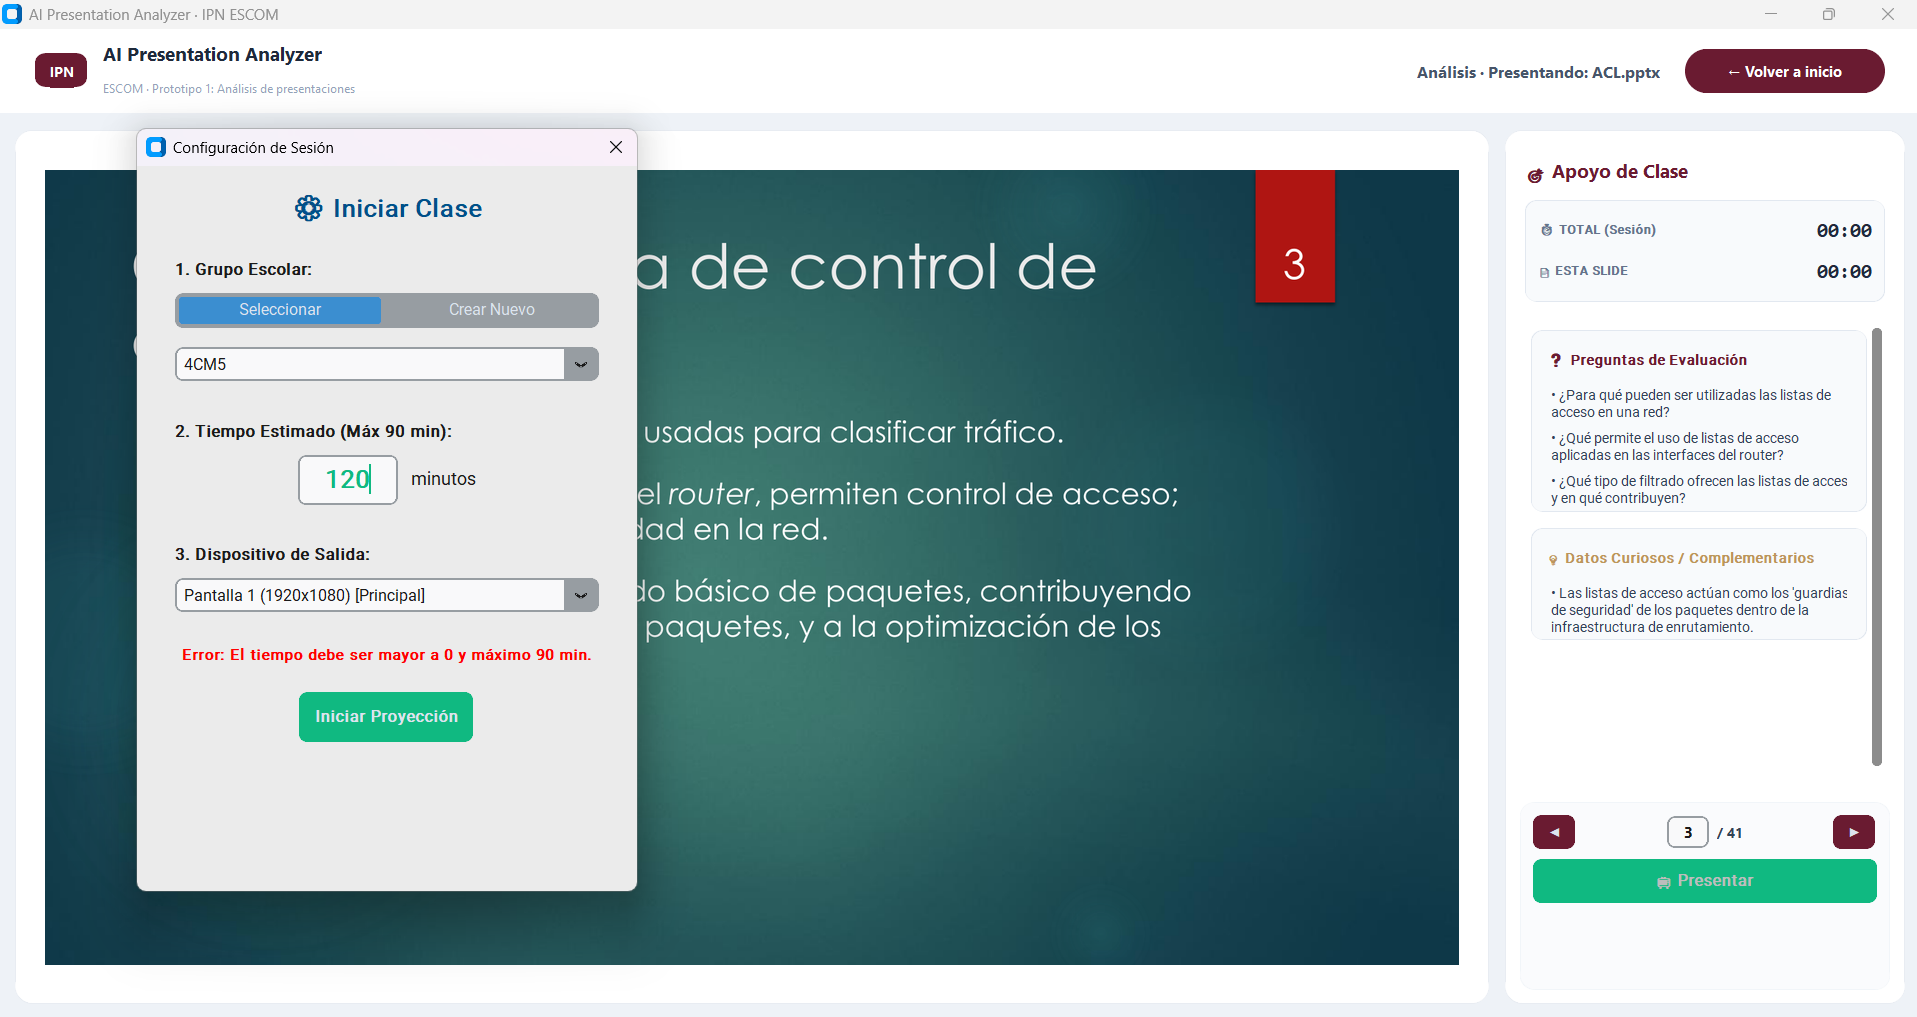 AI Presentation Analyzer · IPN ESCOM
IPN
AI Presentation Analyzer
ESCOM · Prototipo 1: Análisis de presentaciones
Análisis · Presentando: ACL.pptx
← Volver a inicio
Configuración de Sesión
Iniciar Clase
1. Grupo Escolar:
Seleccionar
Crear Nuevo
4CM5
2. Tiempo Estimado (Máx 90 min):
120
minutos
3. Dispositivo de Salida:
Pantalla 1 (1920x1080) [Principal]
Error: El tiempo debe ser mayor a 0 y máximo 90 min.
Iniciar Proyección
a de control de
3
usadas para clasificar tráfico.
el router, permiten control de acceso;
dad en la red.
do básico de paquetes, contribuyendo
paquetes, y a la optimización de los
Apoyo de Clase
TOTAL (Sesión)
00:00
ESTA SLIDE
00:00
? Preguntas de Evaluación
• ¿Para qué pueden ser utilizadas las listas de
acceso en una red?
• ¿Qué permite el uso de listas de acceso
aplicadas en las interfaces del router?
• ¿Qué tipo de filtrado ofrecen las listas de acces
y en qué contribuyen?
Datos Curiosos / Complementarios
• Las listas de acceso actúan como los 'guardias
de seguridad' de los paquetes dentro de la
infraestructura de enrutamiento.
◄
3
/ 41
►
Presentar